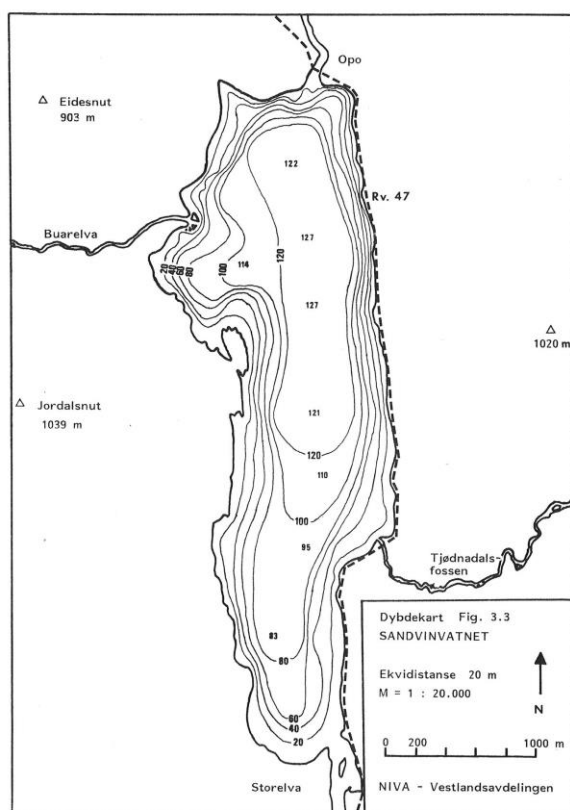 Opo
Eidesnut
903 m
122
Rv. 47
Buarelva
127
120
114
20
40
60
80
100
127
1020 m
Jordalsnut
1039 m
121
120
110
100
95
Tjødnadals-
fossen
83
80
60
40
20
Storelva
Dybdekart Fig. 3.3
SANDVINVATNET
Ekvidistanse 20 m
M = 1 : 20.000
N
0 200 1000 m
NIVA - Vestlandsavdelingen